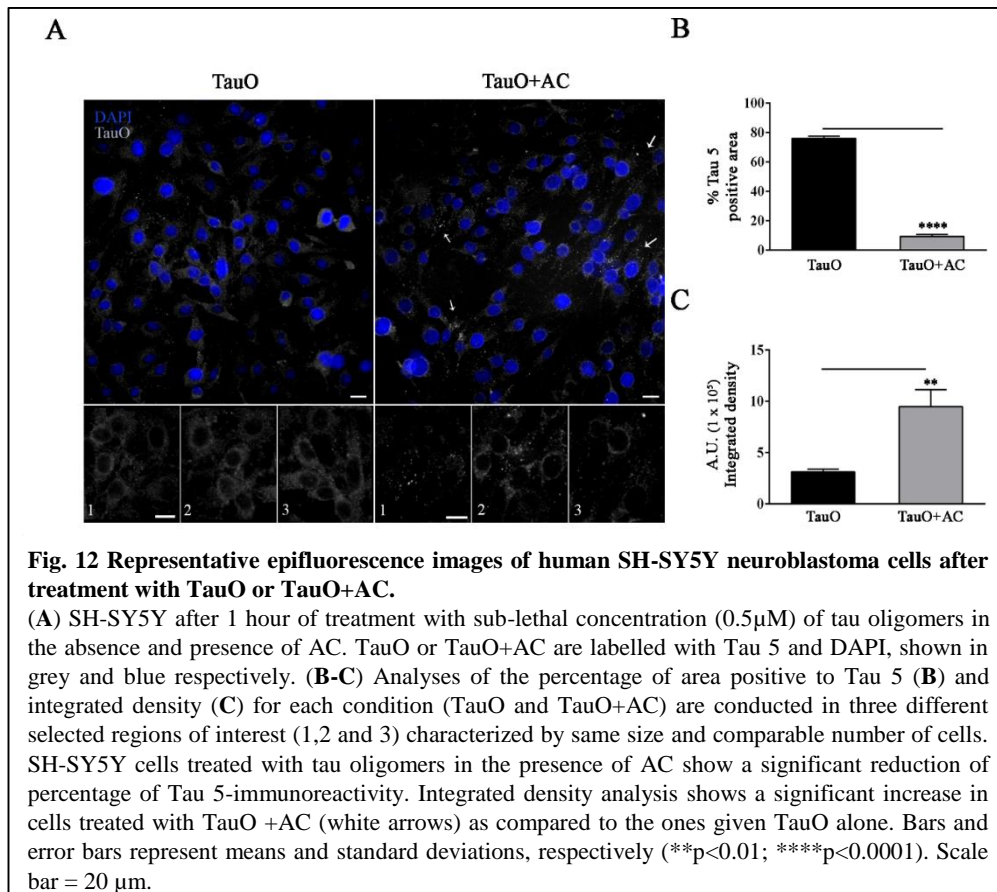 A
B
TauO
TauO+AC
DAPI
TauO
1
2
3
1
2
3
% Tau 5
positive area
100
80
60
40
20
0
****
TauO
TauO+AC
C
A.U. (1 x 10⁵)
Integrated density
15
10
5
0
**
TauO
TauO+AC
Fig. 12 Representative epifluorescence images of human SH-SY5Y neuroblastoma cells after
treatment with TauO or TauO+AC.
(A) SH-SY5Y after 1 hour of treatment with sub-lethal concentration (0.5µM) of tau oligomers in
the absence and presence of AC. TauO or TauO+AC are labelled with Tau 5 and DAPI, shown in
grey and blue respectively. (B-C) Analyses of the percentage of area positive to Tau 5 (B) and
integrated density (C) for each condition (TauO and TauO+AC) are conducted in three different
selected regions of interest (1,2 and 3) characterized by same size and comparable number of cells.
SH-SY5Y cells treated with tau oligomers in the presence of AC show a significant reduction of
percentage of Tau 5-immunoreactivity. Integrated density analysis shows a significant increase in
cells treated with TauO +AC (white arrows) as compared to the ones given TauO alone. Bars and
error bars represent means and standard deviations, respectively (**p<0.01; ****p<0.0001). Scale
bar = 20 µm.